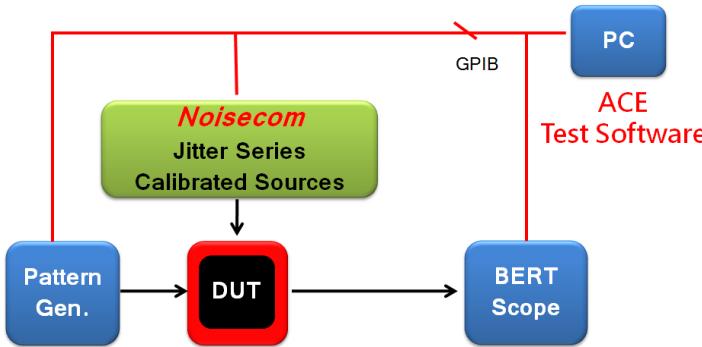 PC
GPIB
ACE
Test Software
Noisecom
Jitter Series
Calibrated Sources
Pattern
Gen.
DUT
BERT
Scope